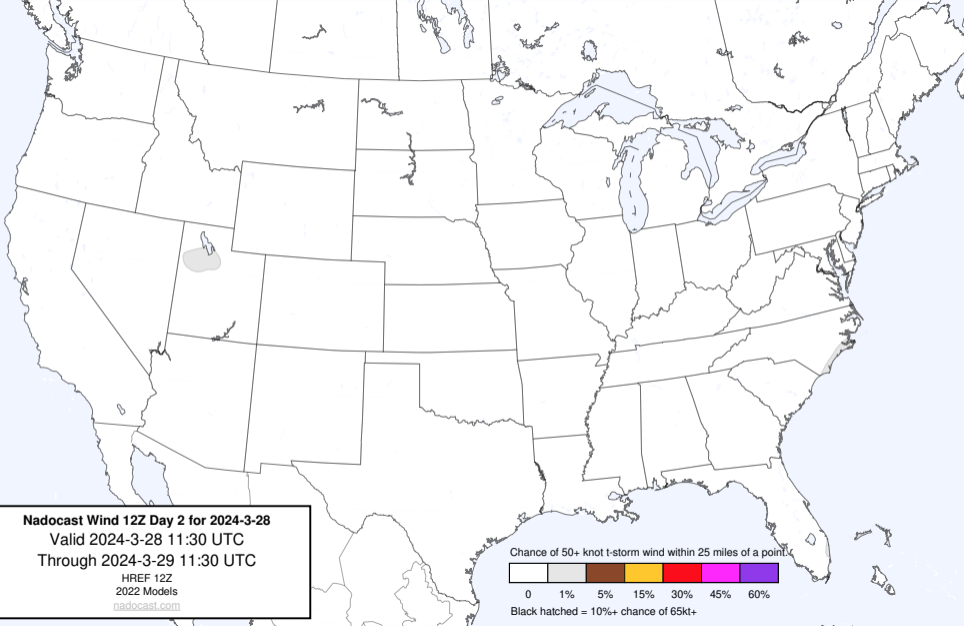 Nadocast Wind 12Z Day 2 for 2024-3-28
Valid 2024-3-28 11:30 UTC
Through 2024-3-29 11:30 UTC
HREF 12Z
2022 Models
nadocast.com
Chance of 50+ knot t-storm wind within 25 miles of a point.
0 1% 5% 15% 30% 45% 60%
Black hatched = 10%+ chance of 65kt+